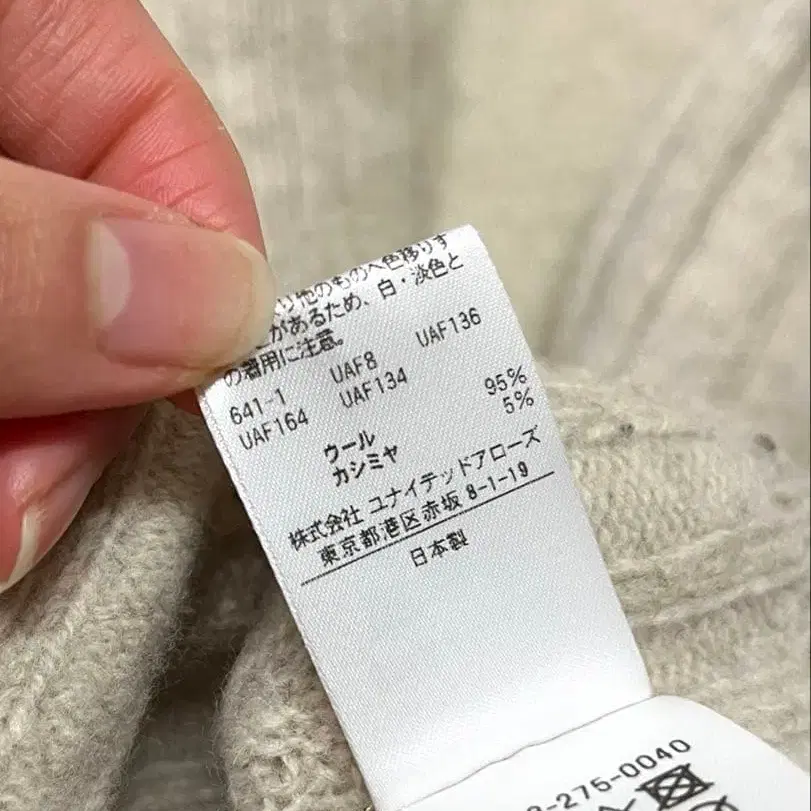 り他のものへ色移りす
とがあるため、白・淡色と
の着用に注意。
641-1 UAF8 UAF136
UAF164 UAF134
ウール 95%
カシミヤ 5%
株式会社 ユナイテッドアローズ
東京都港区赤坂 8-1-19
日本製
-275-0040